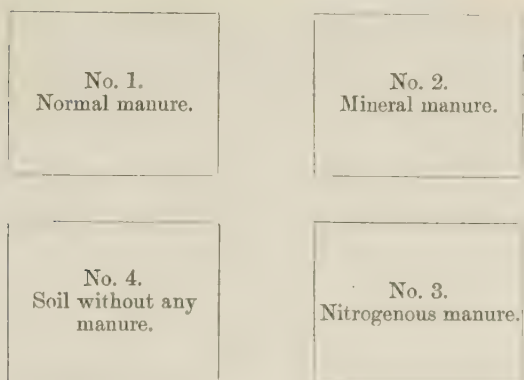 No. 1.
Normal manure.
No. 2.
Mineral manure.
No. 4.
Soil without any
manure.
No. 3.
Nitrogenous manure.